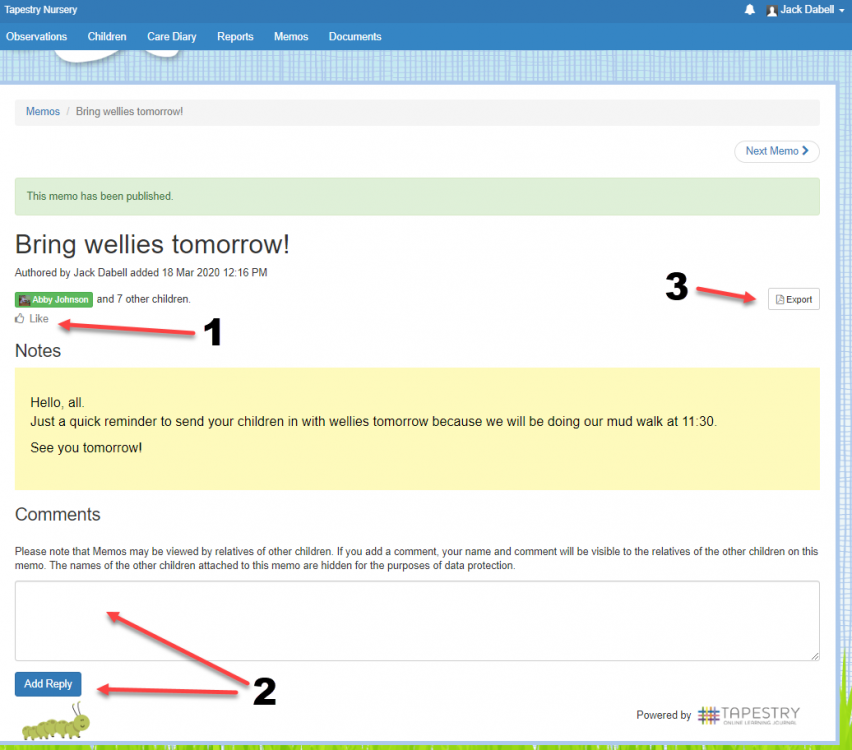 Tapestry Nursery
Jack Dabell
Observations Children Care Diary Reports Memos Documents
Memos / Bring wellies tomorrow!
Next Memo
This memo has been published.
Bring wellies tomorrow!
Authored by Jack Dabell added 18 Mar 2020 12:16 PM
Abby Johnson and 7 other children.
3
Export
Like
1
Notes
Hello, all.
Just a quick reminder to send your children in with wellies tomorrow because we will be doing our mud walk at 11:30.
See you tomorrow!
Comments
Please note that Memos may be viewed by relatives of other children. If you add a comment, your name and comment will be visible to the relatives of the other children on this
memo. The names of the other children attached to this memo are hidden for the purposes of data protection.
Add Reply
2
Powered by TAPESTRY
ONLINE LEARNING JOURNAL